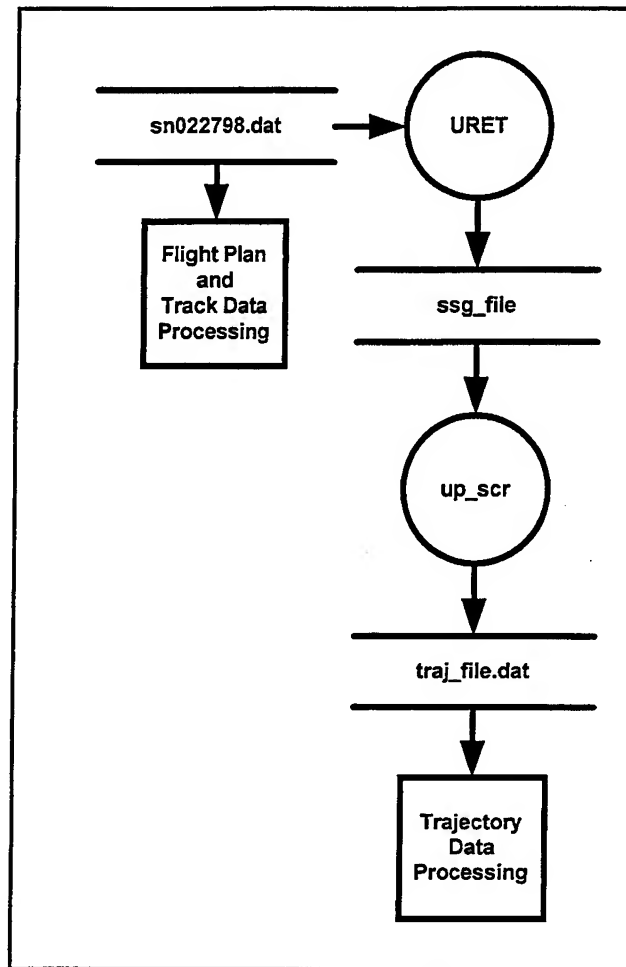 sn022798.dat
URET
Flight Plan
and
Track Data
Processing
ssg_file
up_scr
traj_file.dat
Trajectory
Data
Processing